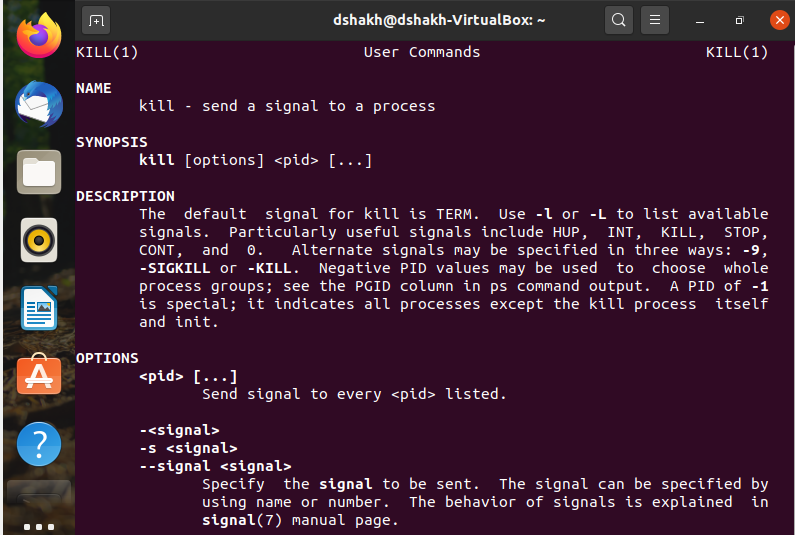 dshakh@dshakh-VirtualBox: ~
KILL(1) User Commands KILL(1)
NAME
kill - send a signal to a process
SYNOPSIS
kill [options] <pid> [...]
DESCRIPTION
The default signal for kill is TERM. Use -l or -L to list available
signals. Particularly useful signals include HUP, INT, KILL, STOP,
CONT, and 0. Alternate signals may be specified in three ways: -9,
-SIGKILL or -KILL. Negative PID values may be used to choose whole
process groups; see the PGID column in ps command output. A PID of -1
is special; it indicates all processes except the kill process itself
and init.
OPTIONS
<pid> [...]
Send signal to every <pid> listed.
-<signal>
-s <signal>
--signal <signal>
Specify the signal to be sent. The signal can be specified by
using name or number. The behavior of signals is explained in
signal(7) manual page.